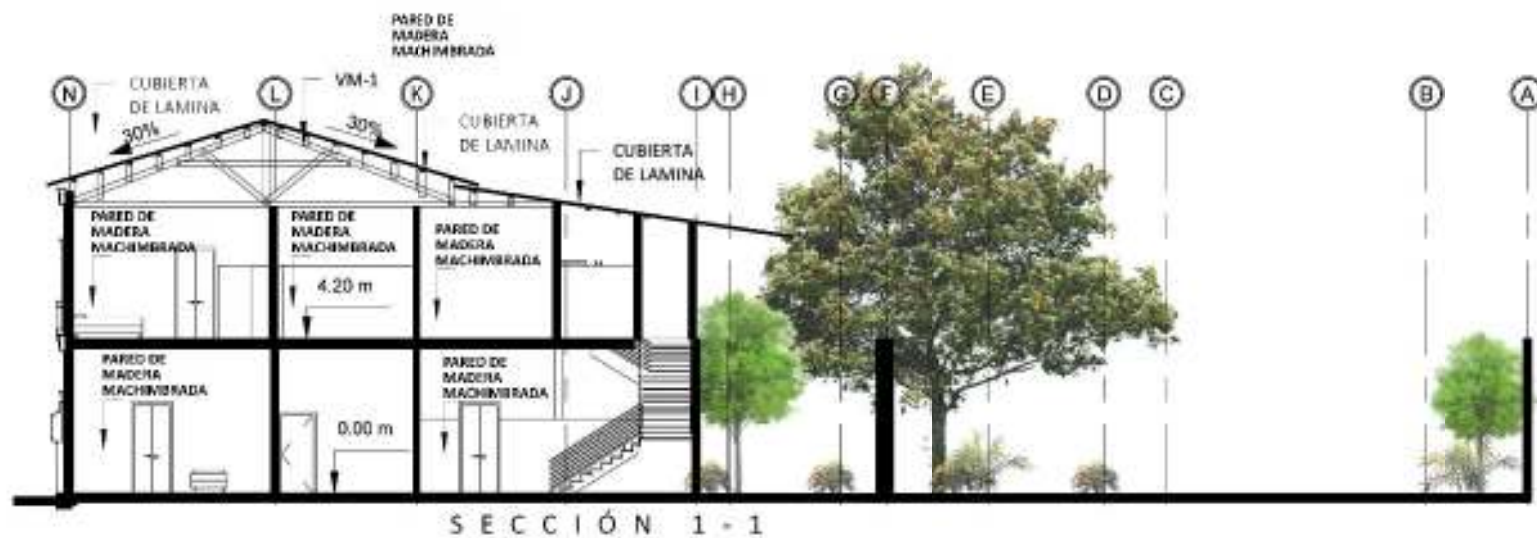 PARED DE
MADERA
MACHIMBRADA
N
CUBIERTA
DE LAMINA
L
VM-1
K
J
I
H
G
F
E
D
C
B
A
30%
30%
CUBIERTA
DE LAMINA
CUBIERTA
DE LAMINA
PARED DE
MADERA
MACHIMBRADA
PARED DE
MADERA
MACHIMBRADA
PARED DE
MADERA
MACHIMBRADA
4.20 m
PARED DE
MADERA
MACHIMBRADA
PARED DE
MADERA
MACHIMBRADA
0.00 m
SECCIÓN 1-1